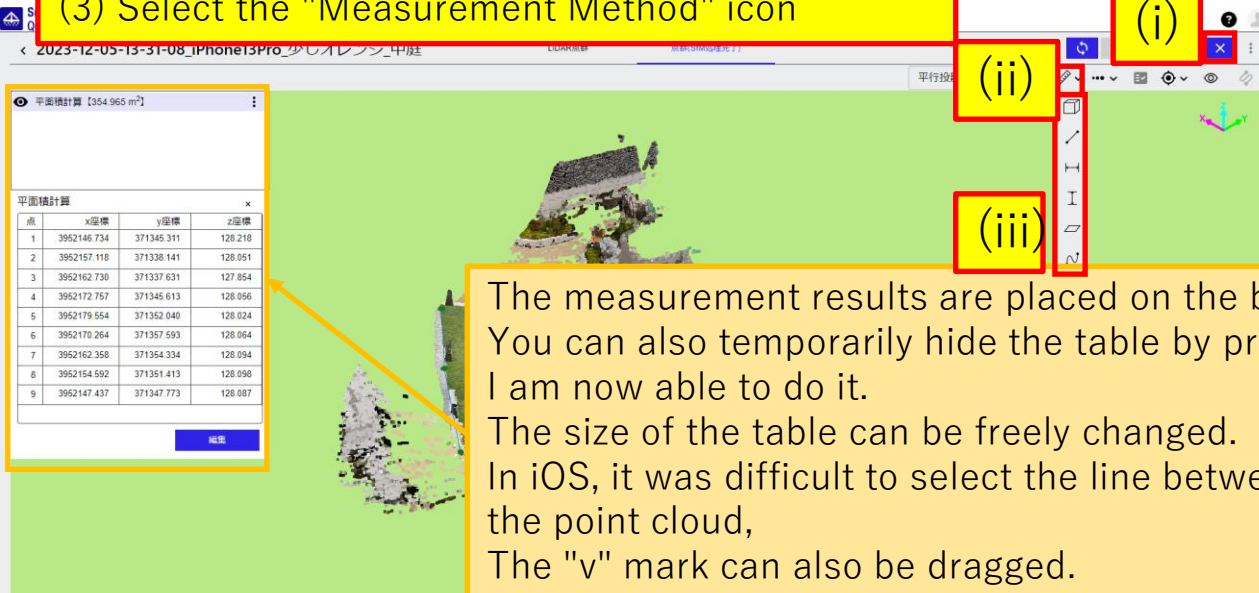 (3) Select the "Measurement Method" icon
(i)
2023-12-05-13-31-08_iPhone13Pro_少しオレンジ_中庭
LiDAR点群
(ii)
平面積計算【354.965 m²】
平面積計算
×
点 x座標 y座標 z座標
1 3952146.734 371345.311 128.218
2 3952157.118 371338.141 128.051
3 3952162.730 371337.631 127.854
4 3952172.757 371345.613 128.056
5 3952179.554 371352.040 128.024
6 3952170.264 371357.593 128.064
7 3952162.358 371354.334 128.094
8 3952154.592 371351.413 128.098
9 3952147.437 371347.773 128.087
編集
(iii)
The measurement results are placed on the
You can also temporarily hide the table by
I am now able to do it.
The size of the table can be freely changed.
In iOS, it was difficult to select the line
the point cloud,
The "v" mark can also be dragged.